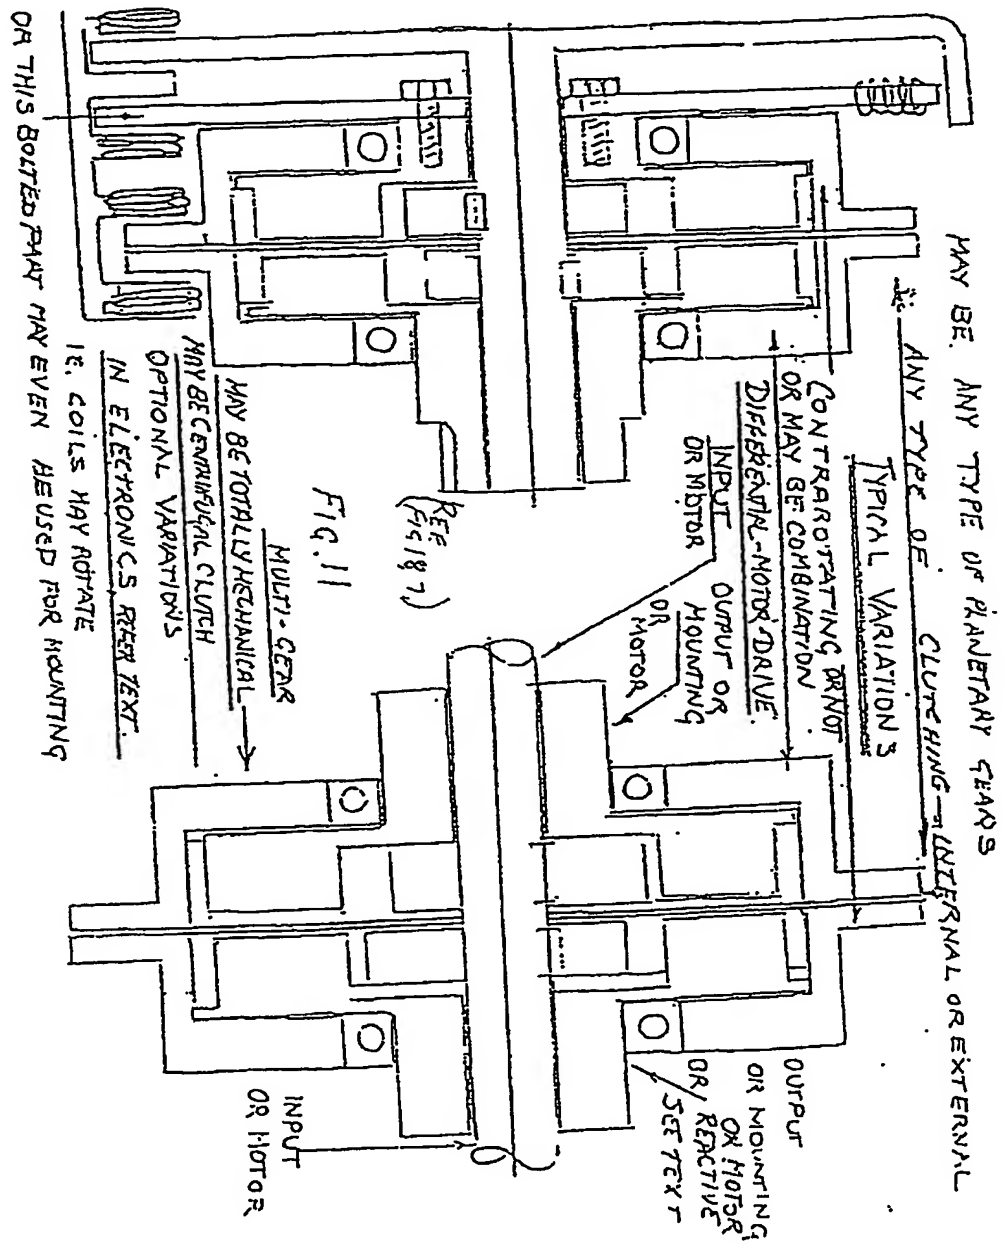 MAY BE ANY TYPE OF PLANETARY GEARS
ANY TYPE OF CLUTCHING INTERNAL OR EXTERNAL
TYPICAL VARIATIONS
CONTRAROTATING OR NOT
OR MAY BE COMBINATION
DIFFERENTIAL-MOTOR-DRIVE.
INPUT
OR MOTOR
OUTPUT OR
MOUNTING
OR
MOTOR
OUTPUT
OR MOUNTING
OR MOTOR,
OR, REACTIVE
SEE TEXT
(REF
FIG 1&7)
FIG.11
INPUT
OR MOTOR
MULTI-GEAR
MAY BE TOTALLY MECHANICAL
MAY BE CENTRIFUGAL CLUTCH
OPTIONAL VARIATIONS
IN ELECTRONICS, REFER TEXT.
IE. COILS MAY ROTATE
OR THIS BOLTED PART MAY EVEN BE USED FOR MOUNTING